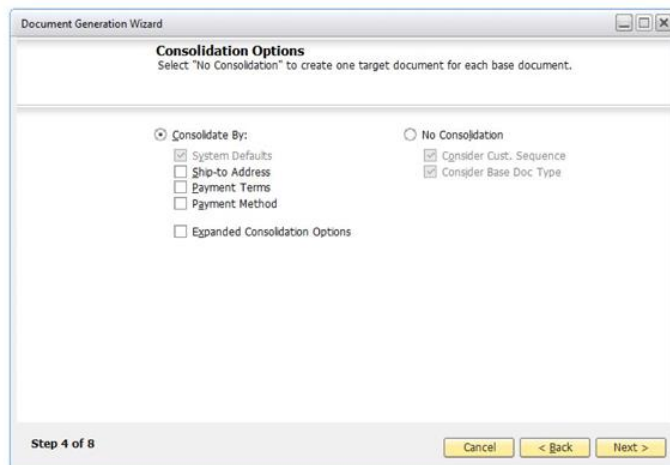 Document Generation Wizard
Consolidation Options
Select "No Consolidation" to create one target document for each base document.
Consolidate By:
No Consolidation
System Defaults
Consider Cust. Sequence
Ship-to Address
Consider Base Doc Type
Payment Terms
Payment Method
Expanded Consolidation Options
Step 4 of 8
Cancel
< Back
Next >